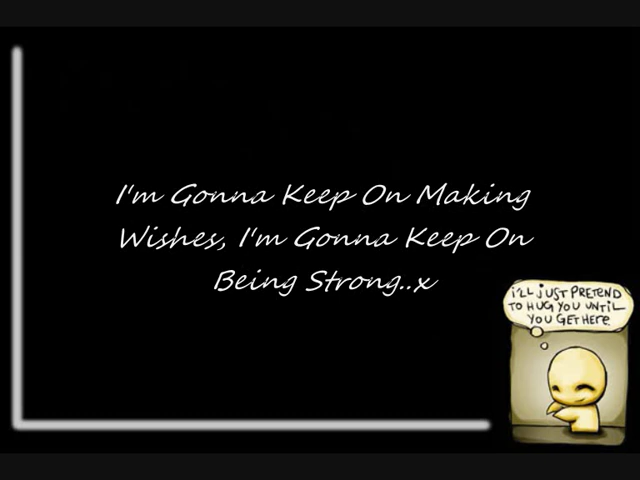 I'm Gonna Keep On Making
Wishes, I'm Gonna Keep On
Being Strong..x
i'LL jUST PRETEND
TO HUG YOU UNTiL
YOU GET HERE.